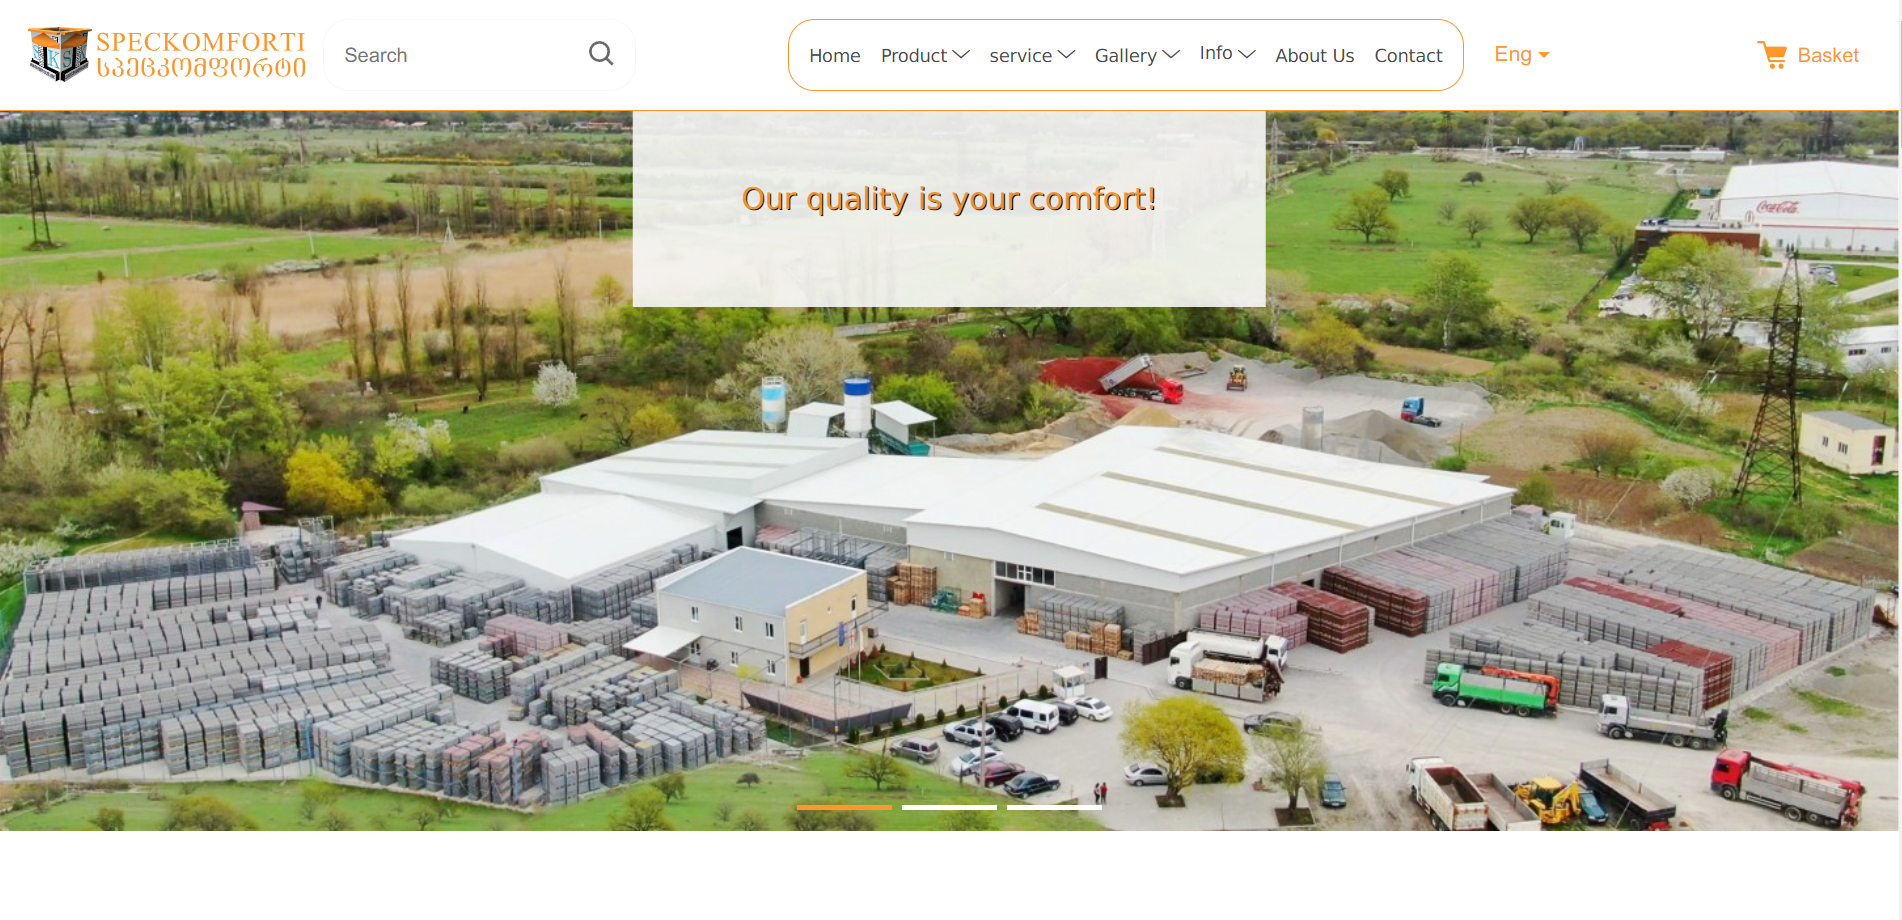 SPECKOMFORTI
სპეცკომფორტი
Search
Home Product service Gallery Info About Us Contact
Eng
Basket
Our quality is your comfort!
Coca-Cola